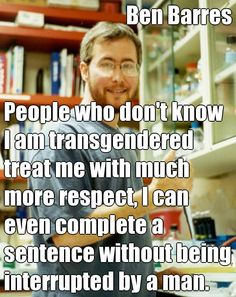 Ben Barres
People who don't know
I am transgendered
treat me with much
more respect, I can
even complete a
sentence without being
interrupted by a man.